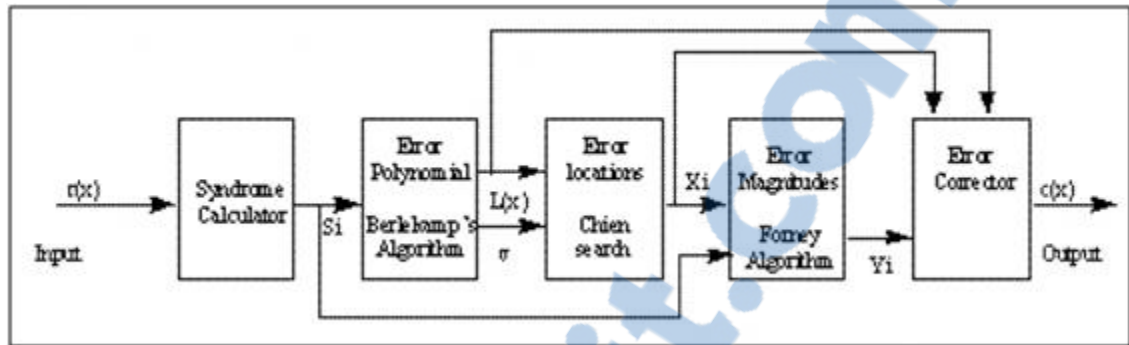 r(x)
Input
Syndrome
Calculator
Si
Error
Polynomial
Berlekamp's
Algorithm
L(x)
σ
Error
locations
Chien
search
Xi
Error
Magnitudes
Forney
Algorithm
Yi
Error
Corrector
c(x)
Output